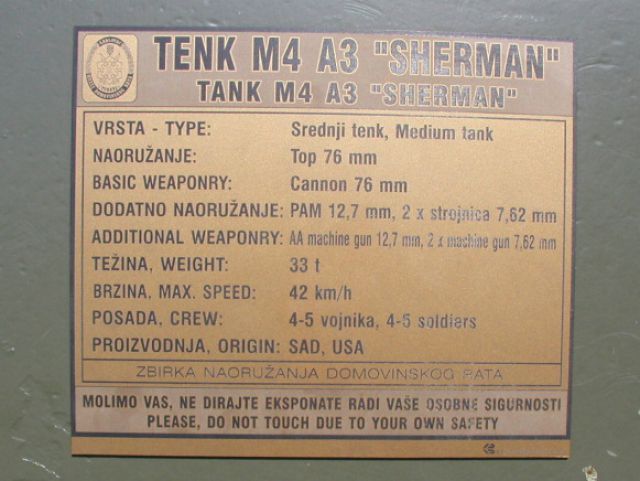 TENK M4 A3 "SHERMAN"
TANK M4 A3 "SHERMAN"
VRSTA - TYPE: Srednji tenk, Medium tank
NAORUŽANJE: Top 76 mm
BASIC WEAPONRY: Cannon 76 mm
DODATNO NAORUŽANJE: PAM 12,7 mm, 2 x strojnica 7,62 mm
ADDITIONAL WEAPONRY: AA machine gun 12,7 mm, 2 x machine gun 7,62 mm
TEŽINA, WEIGHT: 33 t
BRZINA, MAX. SPEED: 42 km/h
POSADA, CREW: 4-5 vojnika, 4-5 soldiers
PROIZVODNJA, ORIGIN: SAD, USA
ZBIRKA NAORUŽANJA DOMOVINSKOG RATA
MOLIMO VAS, NE DIRAJTE EKSPONATE RADI VAŠE OSOBNE SIGURNOSTI
PLEASE, DO NOT TOUCH DUE TO YOUR OWN SAFETY